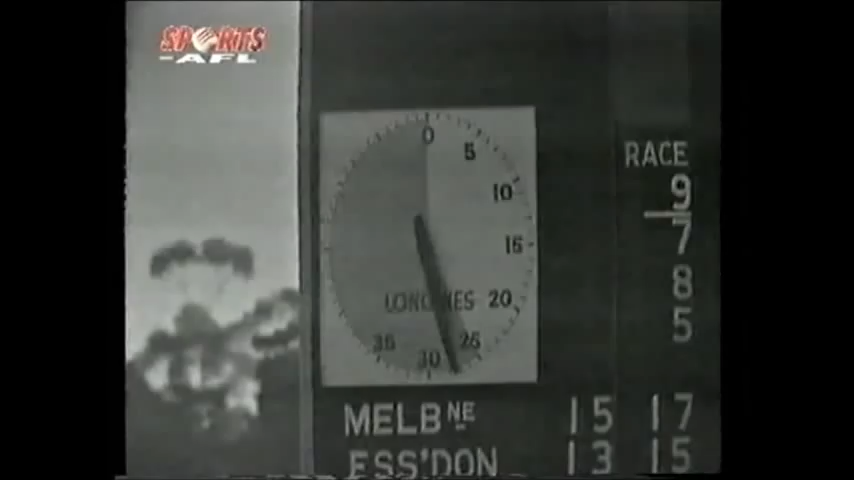 SPORTS
AFL
0
5
10
15
LONGINES 20
35 25
30
RACE
9
7
8
5
MELBNE 15 17
ESS'DON 13 15